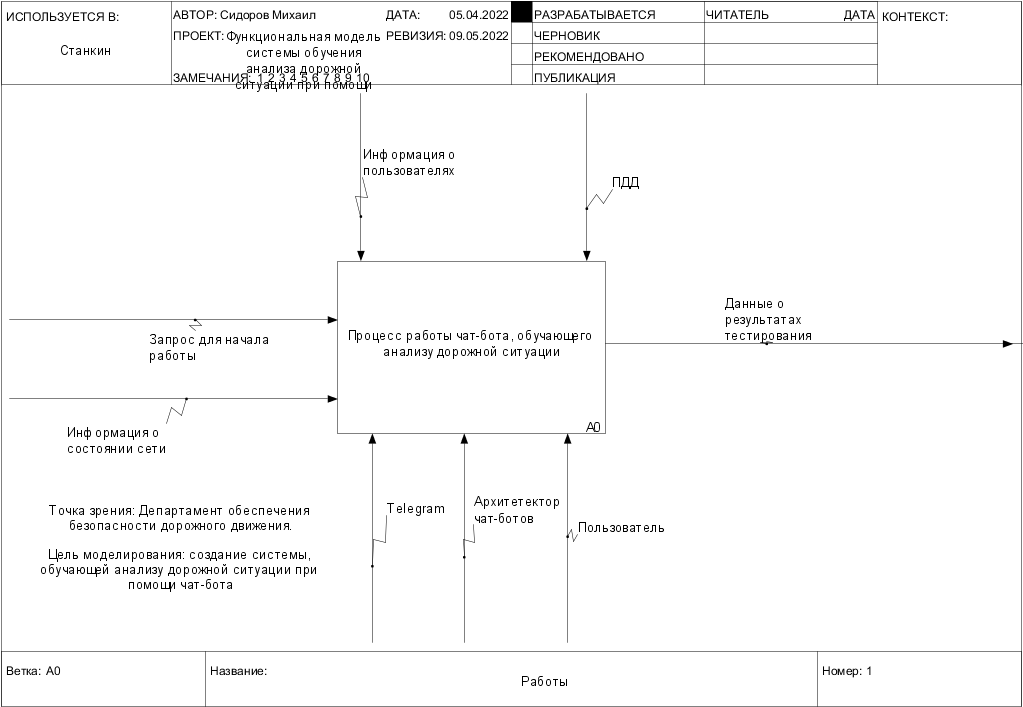 ИСПОЛЬЗУЕТСЯ В:
Станкин
АВТОР: Сидоров Михаил
ДАТА: 05.04.2022
ПРОЕКТ: Функциональная модель
системы обучения
анализа дорожной
ситуации при помощи
РЕВИЗИЯ: 09.05.2022
ЗАМЕЧАНИЯ: 1 2 3 4 5 6 7 8 9 10
РАЗРАБАТЫВАЕТСЯ
ЧЕРНОВИК
РЕКОМЕНДОВАНО
ПУБЛИКАЦИЯ
ЧИТАТЕЛЬ ДАТА
КОНТЕКСТ:
Информация о
пользователях
ПДД
Запрос для начала
работы
Информация о
состоянии сети
Процесс работы чат-бота, обучающего
анализу дорожной ситуации
A0
Данные о
результатах
тестирования
Telegram
Архитетектор
чат-ботов
Пользователь
Точка зрения: Департамент обеспечения
безопасности дорожного движения.
Цель моделирования: создание системы,
обучающей анализу дорожной ситуации при
помощи чат-бота
Ветка: A0
Название:
Работы
Номер: 1